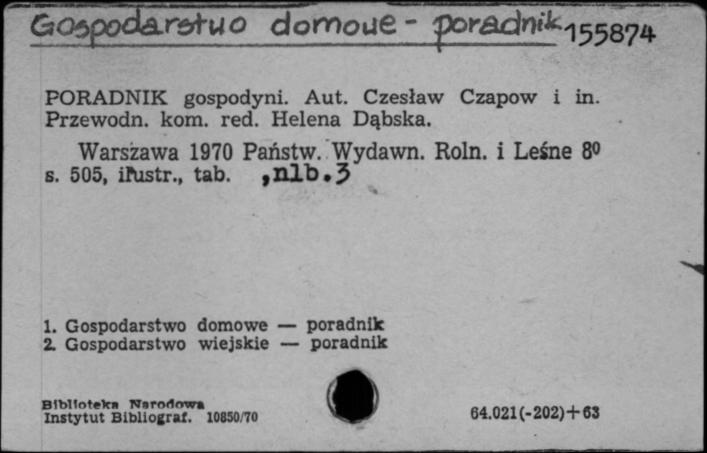 Gospodarstwo domowe - poradnik 155874
PORADNIK gospodyni. Aut. Czesław Czapow i in.
Przewodn. kom. red. Helena Dąbska.
Warszawa 1970 Państw. Wydawn. Roln. i Leśne 8⁰
s. 505, ilustr., tab. , nlb. 3
1. Gospodarstwo domowe — poradnik
2. Gospodarstwo wiejskie — poradnik
Biblioteka Narodowa
Instytut Bibliograf. 10850/70
64.021(-202)+63